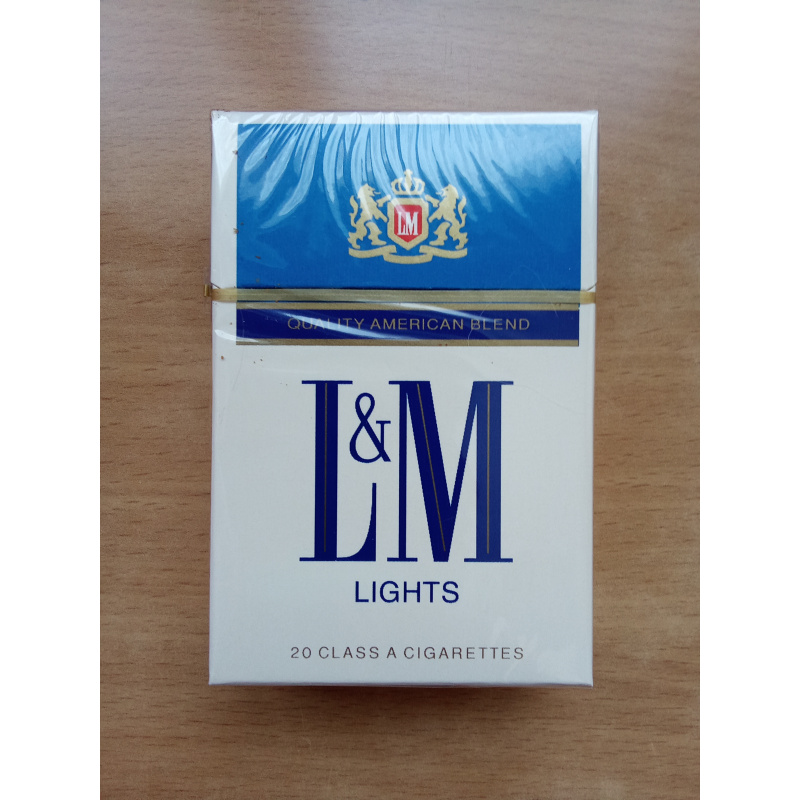 LM
QUALITY AMERICAN BLEND
L&M
LIGHTS
20 CLASS A CIGARETTES